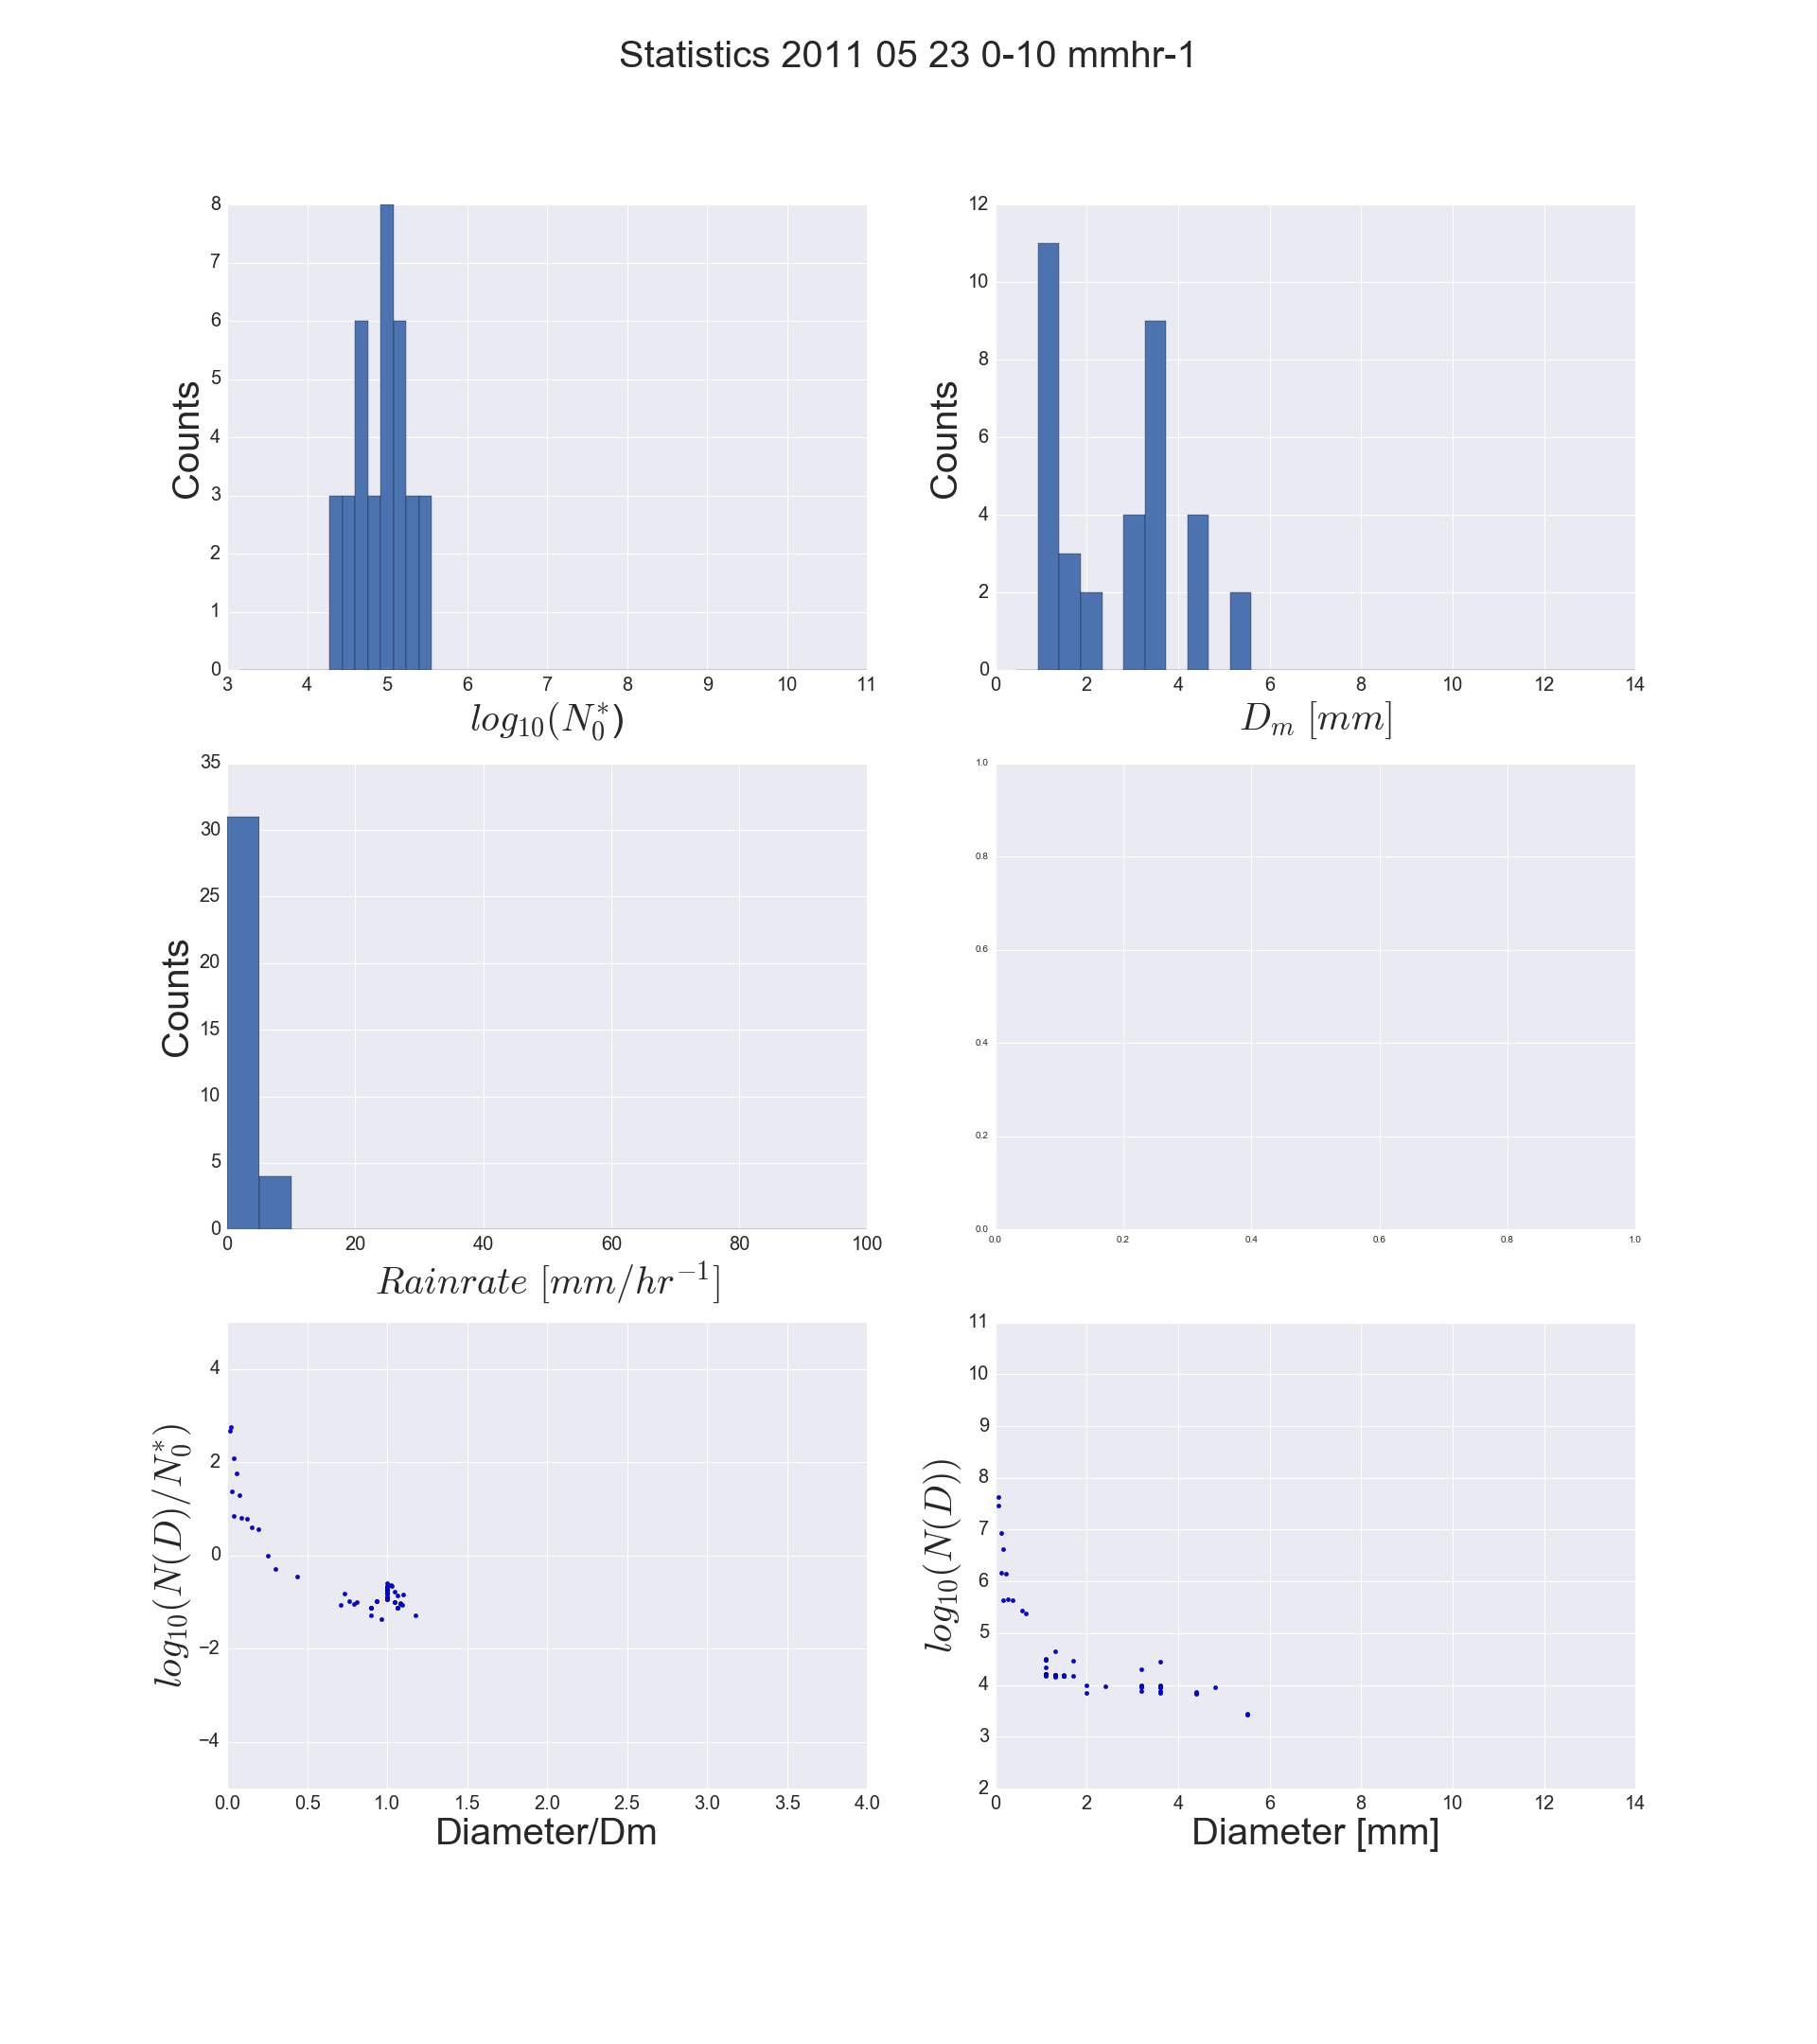 Statistics 2011 05 23 0-10 mmhr-1
8
7
6
5
4
3
2
1
0
Counts
3 4 5 6 7 8 9 10 11
log10(N0*)
12
10
8
6
4
2
0
Counts
0 2 4 6 8 10 12 14
Dm [mm]
35
30
25
20
15
10
5
0
Counts
0 20 40 60 80 100
Rainrate [mm/hr−1]
1.0
0.8
0.6
0.4
0.2
0.0
0.0 0.2 0.4 0.6 0.8 1.0
4
2
0
−2
−4
log10(N(D)/N0*)
0.0 0.5 1.0 1.5 2.0 2.5 3.0 3.5 4.0
Diameter/Dm
11
10
9
8
7
6
5
4
3
2
log10(N(D))
0 2 4 6 8 10 12 14
Diameter [mm]